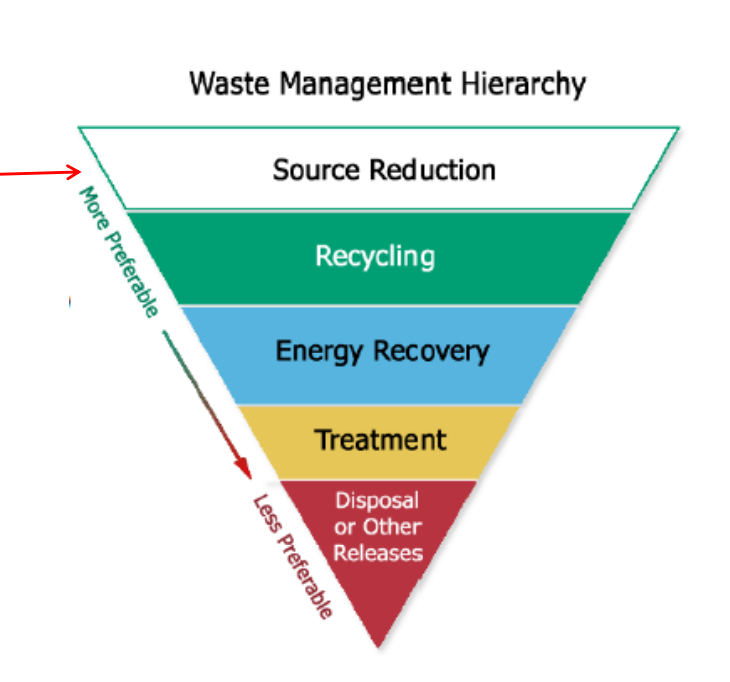 Waste Management Hierarchy
Source Reduction
More Preferable
Recycling
Energy Recovery
Treatment
Less Preferable
Disposal
or Other
Releases